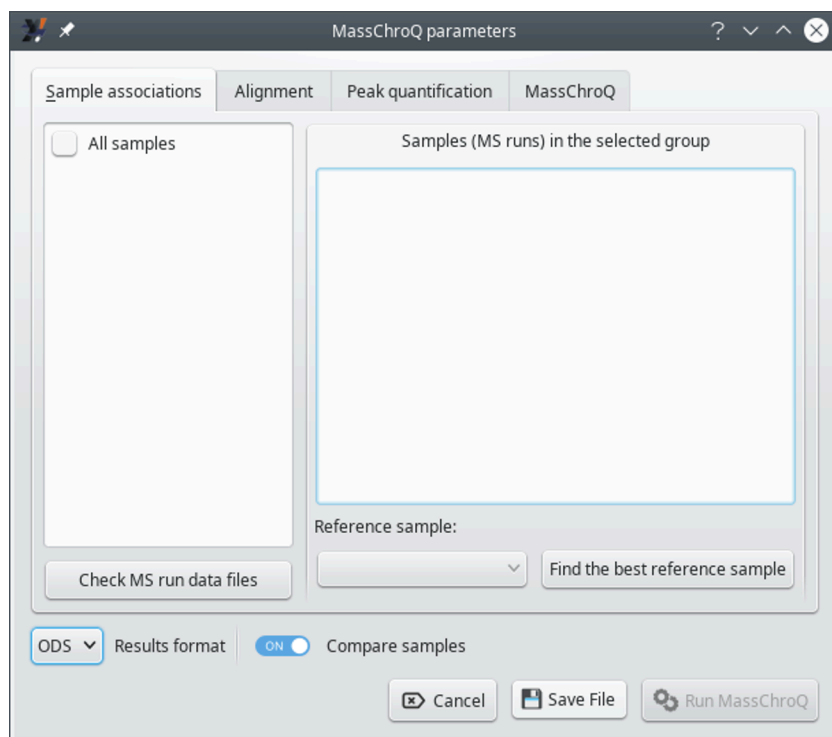 MassChroQ parameters
Sample associations Alignment Peak quantification MassChroQ
All samples
Samples (MS runs) in the selected group
Reference sample:
Check MS run data files
Find the best reference sample
ODS Results format ON Compare samples
Cancel Save File Run MassChroQ